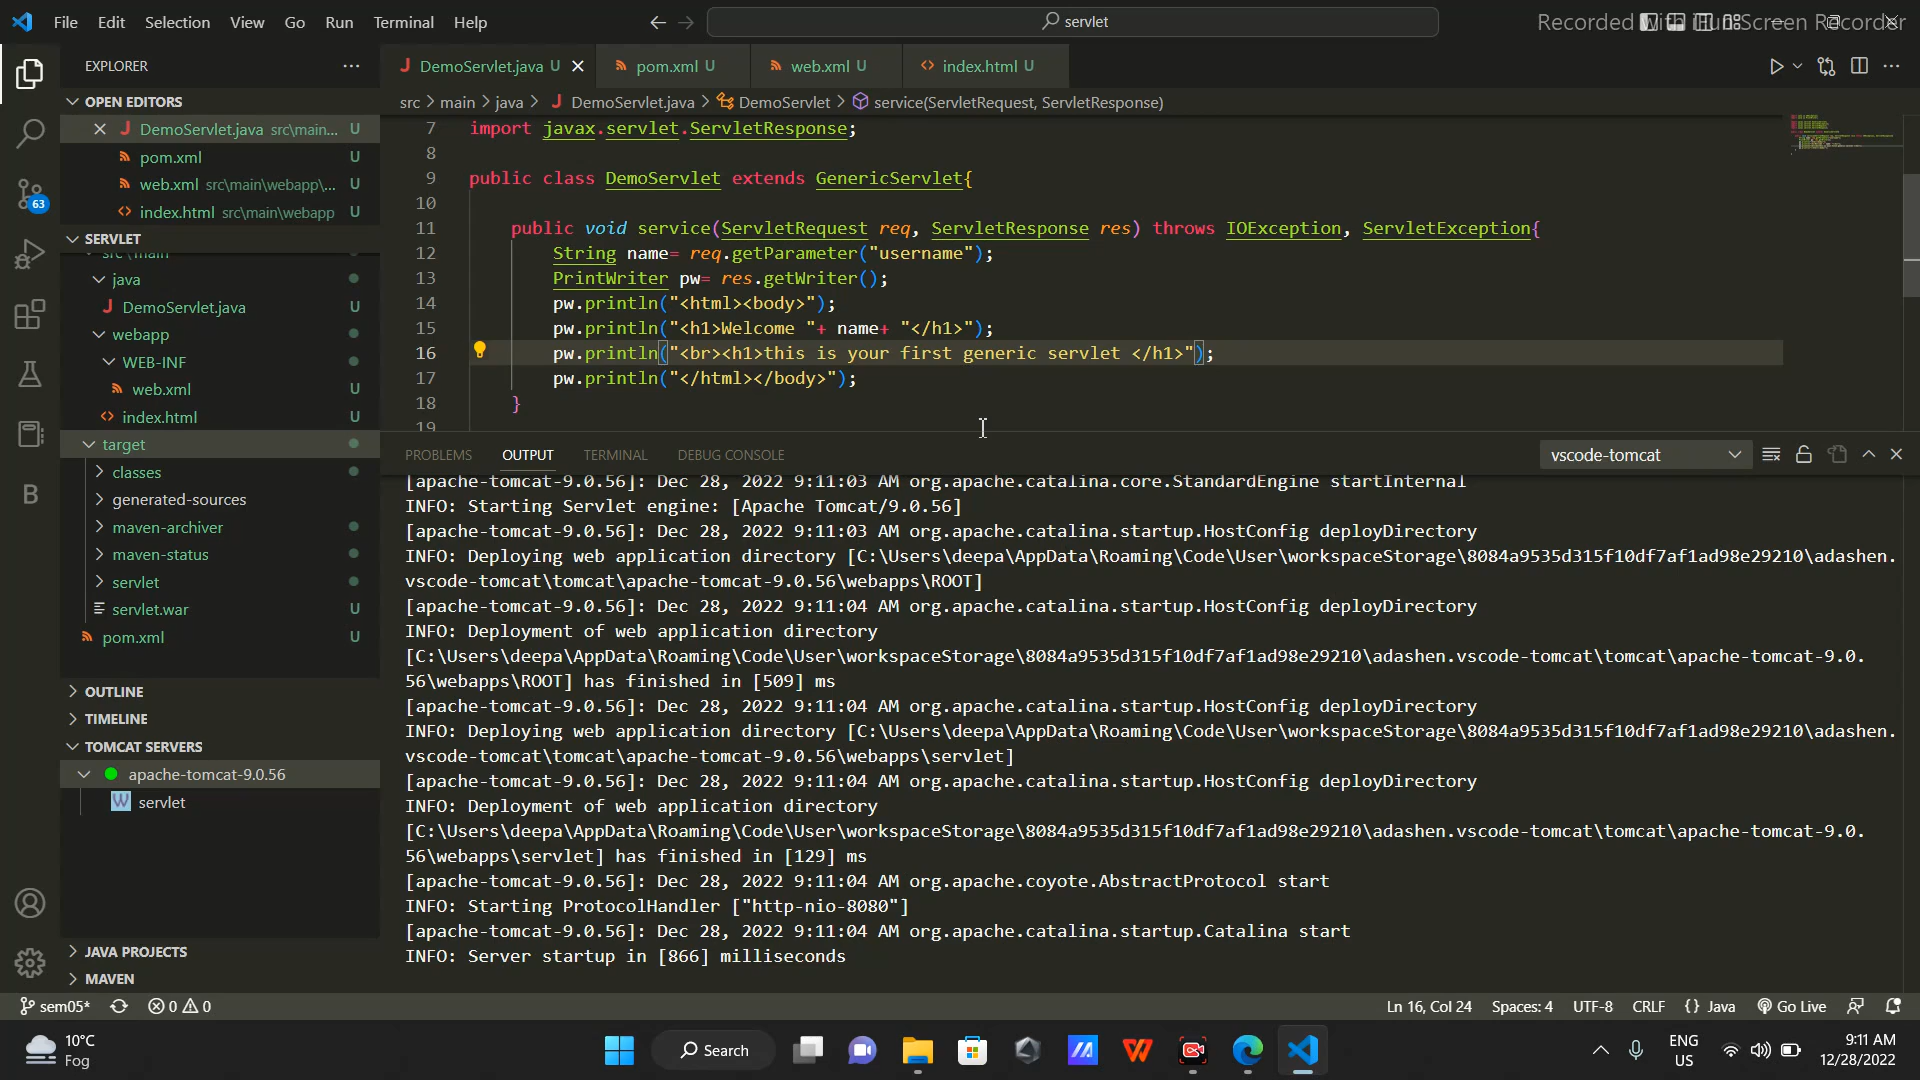 File Edit Selection View Go Run Terminal Help
servlet
EXPLORER
OPEN EDITORS
DemoServlet.java src\main... U
pom.xml U
web.xml src\main\webapp\... U
index.html src\main\webapp U
63
SERVLET
src \ main
java
DemoServlet.java U
webapp
WEB-INF
web.xml U
index.html U
target
classes
generated-sources
maven-archiver
maven-status
servlet
servlet.war U
pom.xml U
OUTLINE
TIMELINE
TOMCAT SERVERS
apache-tomcat-9.0.56
servlet
JAVA PROJECTS
MAVEN
DemoServlet.java U pom.xml U web.xml U index.html U
src > main > java > DemoServlet.java > DemoServlet > service(ServletRequest, ServletResponse)
7 import javax.servlet.ServletResponse;
8
9 public class DemoServlet extends GenericServlet{
10
11 public void service(ServletRequest req, ServletResponse res) throws IOException, ServletException{
12 String name= req.getParameter("username");
13 PrintWriter pw= res.getWriter();
14 pw.println("<html><body>");
15 pw.println("<h1>Welcome "+ name+ "</h1>");
16 pw.println("<br><h1>this is your first generic servlet </h1>");
17 pw.println("</html></body>");
18 }
19
PROBLEMS OUTPUT TERMINAL DEBUG CONSOLE
vscode-tomcat
[apache-tomcat-9.0.56]: Dec 28, 2022 9:11:03 AM org.apache.catalina.core.StandardEngine startInternal
INFO: Starting Servlet engine: [Apache Tomcat/9.0.56]
[apache-tomcat-9.0.56]: Dec 28, 2022 9:11:03 AM org.apache.catalina.startup.HostConfig deployDirectory
INFO: Deploying web application directory [C:\Users\deepa\AppData\Roaming\Code\User\workspaceStorage\8084a9535d315f10df7af1ad98e29210\adashen.
vscode-tomcat\tomcat\apache-tomcat-9.0.56\webapps\ROOT]
[apache-tomcat-9.0.56]: Dec 28, 2022 9:11:04 AM org.apache.catalina.startup.HostConfig deployDirectory
INFO: Deployment of web application directory
[C:\Users\deepa\AppData\Roaming\Code\User\workspaceStorage\8084a9535d315f10df7af1ad98e29210\adashen.vscode-tomcat\tomcat\apache-tomcat-9.0.
56\webapps\ROOT] has finished in [509] ms
[apache-tomcat-9.0.56]: Dec 28, 2022 9:11:04 AM org.apache.catalina.startup.HostConfig deployDirectory
INFO: Deploying web application directory [C:\Users\deepa\AppData\Roaming\Code\User\workspaceStorage\8084a9535d315f10df7af1ad98e29210\adashen.
vscode-tomcat\tomcat\apache-tomcat-9.0.56\webapps\servlet]
[apache-tomcat-9.0.56]: Dec 28, 2022 9:11:04 AM org.apache.catalina.startup.HostConfig deployDirectory
INFO: Deployment of web application directory
[C:\Users\deepa\AppData\Roaming\Code\User\workspaceStorage\8084a9535d315f10df7af1ad98e29210\adashen.vscode-tomcat\tomcat\apache-tomcat-9.0.
56\webapps\servlet] has finished in [129] ms
[apache-tomcat-9.0.56]: Dec 28, 2022 9:11:04 AM org.apache.coyote.AbstractProtocol start
INFO: Starting ProtocolHandler ["http-nio-8080"]
[apache-tomcat-9.0.56]: Dec 28, 2022 9:11:04 AM org.apache.catalina.startup.Catalina start
INFO: Server startup in [866] milliseconds
sem05* 0 0
Ln 16, Col 24 Spaces: 4 UTF-8 CRLF {} Java Go Live
10°C
Fog
Search
ENG
US
9:11 AM
12/28/2022
Recorded Screen Recorder